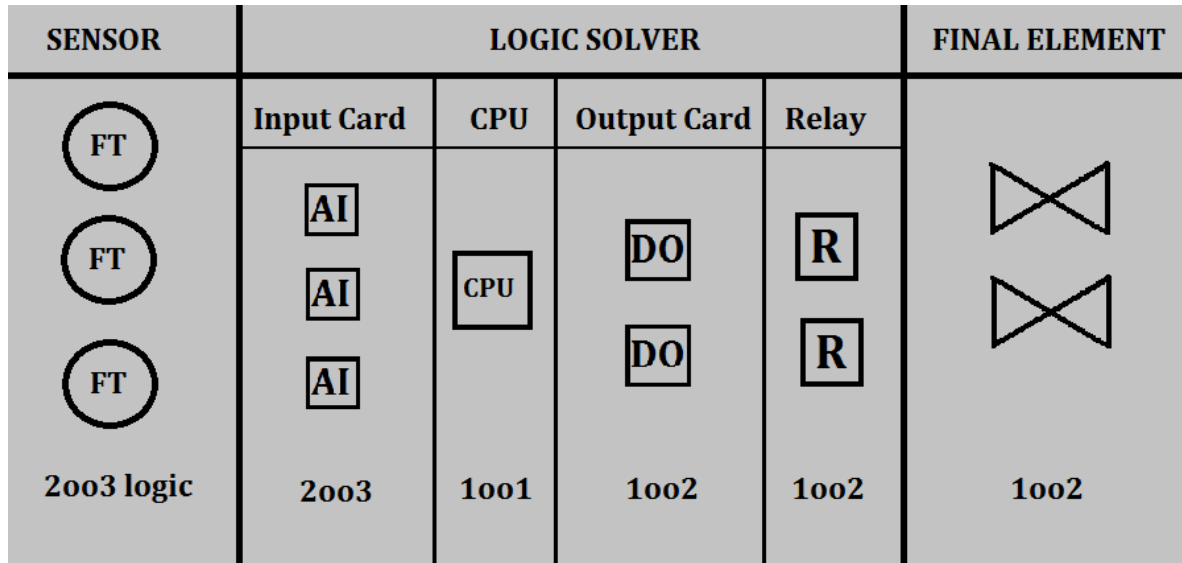 SENSOR
LOGIC SOLVER
FINAL ELEMENT
Input Card
CPU
Output Card
Relay
FT
FT
FT
AI
AI
AI
CPU
DO
DO
R
R
2oo3 logic
2oo3
1oo1
1oo2
1oo2
1oo2